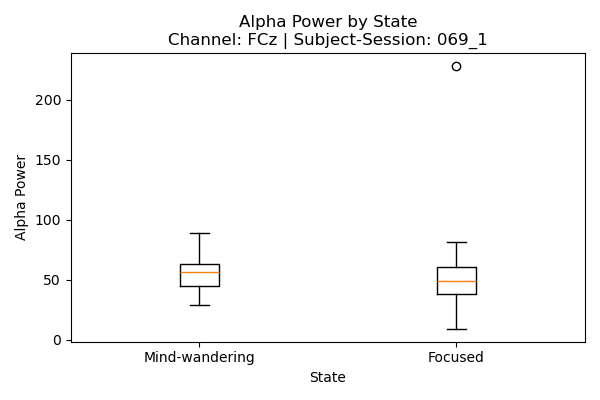 Alpha Power by State
Channel: FCz | Subject-Session: 069_1
Alpha Power
200
150
100
50
0
Mind-wandering Focused
State